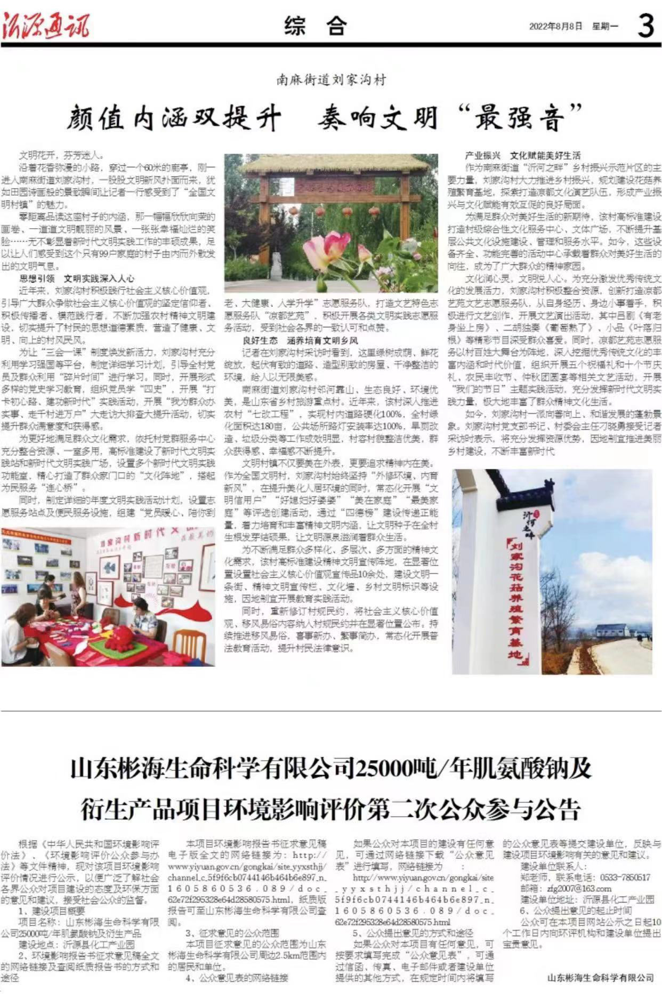 沂源通讯
综 合
2022年8月8日 星期一
3
南麻街道刘家沟村
颜值内涵双提升 奏响文明“最强音”
文明花开，芬芳迷人。
沿着花香弥漫的小路，穿过一个60米的廊亭，刚一
进入南麻街道刘家沟村，一股股文明新风扑面而来，犹
如田园诗画般的景致瞬间让记者一行感受到了“全国文
明村镇”的魅力。
零距离品读这座村子的内涵，那一幅幅欣欣向荣的
画卷、一道道文明靓丽的风景、一张张幸福灿烂的笑
脸……无不彰显着新时代文明实践工作的丰硕成果，足
以让人们感受到这个只有99户家庭的村子由内而外散发
出的文明气息。
思想引领 文明实践深入人心
近年来，刘家沟村积极践行社会主义核心价值观，
引导广大群众争做社会主义核心价值观的坚定信仰者、
积极传播者、模范践行者，不断加强农村精神文明建
设，切实提升了村民的思想道德素质，营造了健康、文
明、向上的村风民风。
为让“三会一课”制度焕发新活力，刘家沟村充分
利用学习强国等平台，制定详细学习计划，引导全村党
员及群众利用“碎片时间”进行学习。同时，开展形式
多样的党史学习教育，组织党员学“四史”，开展“打
卡初心路、建功新时代”实践活动，开展“我为群众办
实事、走千村进万户”大走访大排查大提升活动，切实
提升群众满意度和获得感。
为更好地满足群众文化需求，依托村党群服务中心
充分整合资源、一室多用，高标准建设了新时代文明实
践站和新时代文明实践广场，设置多个新时代文明实践
功能室，精心打造了群众家门口的“文化阵地”，搭起
为民服务“连心桥”。
同时，制定详细的年度文明实践活动计划，设置志
愿服务站点及便民服务设施，组建“党员暖心、陪你到
刘家沟村新时代文
老、大健康、入学升学”志愿服务队，打造文艺特色志
愿服务队“凉都艺苑”，积极开展各类文明实践志愿服
务活动，受到社会各界的一致认可和点赞。
良好生态 涵养培育文明乡风
记者在刘家沟村采访时看到，这里绿树成荫、鲜花
绽放，起伏有致的道路、造型别致的房屋、干净整洁的
环境，给人以无限美感。
南麻街道刘家沟村邻河靠山、生态良好、环境优
美，是山东省乡村旅游重点村。近年来，该村深入推进
农村“七改工程”，实现村内道路硬化100%，全村绿
化面积达180亩，公共场所路灯安装率达100%，旱厕改
造、垃圾分类等工作成效明显，村容村貌整洁优美，群
众获得感、幸福感不断提升。
文明村镇不仅要美在外表，更要追求精神内在美。
作为全国文明村，刘家沟村始终坚持“外修环境、内育
新风”，在提升美化人居环境的同时，常态化开展“文
明信用户”“好媳妇好婆婆”“美在家庭”“最美家
庭”等评选创建活动，通过“四德榜”建设传递正能
量，着力培育和丰富精神文明内涵，让文明种子在全村
生根发芽结硕果，让文明源泉滋润着群众生活。
为不断满足群众多样化、多层次、多方面的精神文
化需求，该村高标准建设精神文明宣传阵地，在显著位
置设置社会主义核心价值观宣传品10余处，建设文明一
条街、精神文明宣传栏、文化墙、乡村文明标识等设
施，因地制宜开展教育实践活动。
同时，重新修订村规民约，将社会主义核心价值
观、移风易俗内容纳入村规民约并在显著位置公布。持
续推进移风易俗，喜事新办、繁事简办，常态化开展普
法教育活动，提升村民法律意识。
产业振兴 文化赋能美好生活
作为南麻街道“沂河之畔”乡村振兴示范片区的主
要力量，刘家沟村大力推进乡村振兴，规划建设花菇养
殖繁育基地，探索打造凉都文化演艺队伍，形成产业振
兴与文化赋能有效互促的良好局面。
为满足群众对美好生活的新期待，该村高标准建设
打造村级综合性文化服务中心、文体广场，不断提升基
层公共文化设施建设、管理和服务水平。如今，这些设
备齐全、功能完善的活动中心承载着群众对美好生活的
向往，成为了广大群众的精神家园。
文化润心灵，文明悦人心。为充分激发优秀传统文
化的发展活力，刘家沟村积极整合资源，创新打造凉都
艺苑文艺志愿服务队，从自身经历、身边小事着手，积
极进行文艺创作，开展文艺演出活动，其中吕剧《有老
身坐上房》、二胡独奏《葡萄熟了》、小品《叶落归
根》等精彩节目深受群众喜爱。同时，凉都艺苑志愿服
务以村百姓大舞台为阵地，深入挖掘优秀传统文化的丰
富内涵和时代价值，组织开展五个祝福礼和十个节庆
礼、农民丰收节、仲秋团圆宴等相关文艺活动，开展
“我们的节日”主题实践活动，充分发挥新时代文明实
践力量，极大地丰富了群众精神文化生活。
如今，刘家沟村一派向善向上、和谐发展的蓬勃景
象。刘家沟村党支部书记、村委会主任刁晓勇接受记者
采访时表示，将充分发挥资源优势，因地制宜推进美丽
乡村建设，不断丰富新时代
沂河之畔
刘家沟花菇养殖繁育基地
山东彬海生命科学有限公司25000吨/年肌氨酸钠及
衍生产品项目环境影响评价第二次公众参与公告
根据《中华人民共和国环境影响评
价法》、《环境影响评价公众参与办
法》等文件精神，现对该项目环境影响
评价情况进行公示，以便广泛了解社会
各界公众对项目建设的态度及环保方面
的意见和建议，接受社会公众的监督。
1、建设项目概要
项目名称：山东彬海生命科学有限
公司25000吨/年肌氨酸钠及衍生产品
建设地点：沂源县化工产业园
2、环境影响报告书征求意见稿全文
的网络链接及查阅纸质报告书的方式和
途径
本项目环境影响报告书征求意见稿
电子版全文的网络链接为：http://
www.yiyuan.gov.cn/gongkai/site_yyxsthjj/
channel_c_5f9f6cb0744146b464b6e897_n_
1605860536.089/doc_
62e72f295328e64d28580575.html，纸质版
报告可至山东彬海生命科学有限公司查
阅。
3、征求意见的公众范围
本项目征求意见的公众范围为山东
彬海生命科学有限公司周边2.5km范围内
的居民和单位。
4、公众意见表的网络链接
如果公众对本项目的建设有任何意
见，可通过网络链接下载“公众意见
表”进行填写，网络链接为 ：
http://www.yiyuan.gov.cn/gongkai/site
_yyxsthjj/channel_c_
5f9f6cb0744146b464b6e897_n_
1605860536.089/doc_
62e72f295328e64d28580575.html
5、公众提出意见的方式和途径
如果公众对本项目有任何意见，可
按要求填写完成“公众意见表”，可通
过信函、传真、电子邮件或者建设单位
提供的其他方式，在规定时间内将填写
的公众意见表等提交建设单位，反映与
建设项目环境影响有关的意见和建议。
建设单位联系人：
郑老师，联系电话：0533-7850517
邮箱：zfg2007@163.com
建设单位地址：沂源县化工产业园
6、公众提出意见的起止时间
公众可在本项目网站公示之日起10
个工作日内向环评机构和建设单位提出
宝贵意见。
山东彬海生命科学有限公司